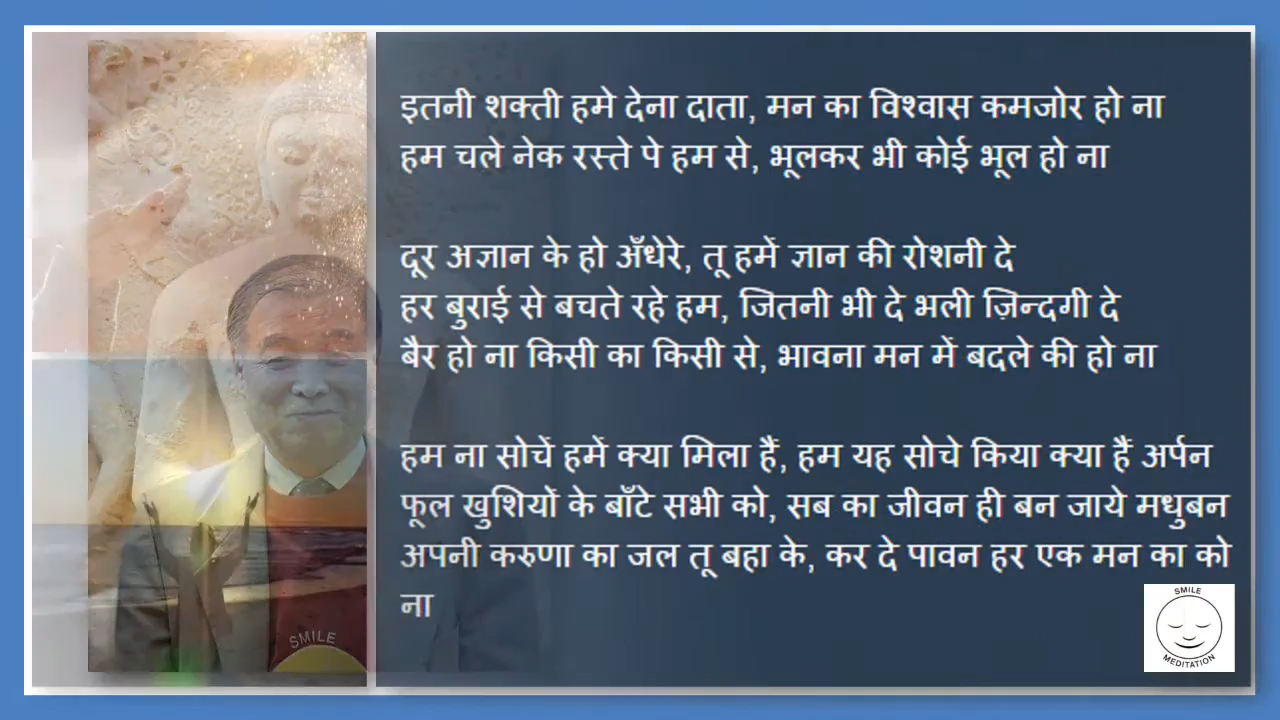 इतनी शक्ती हमे देना दाता, मन का विश्वास कमजोर हो ना
हम चले नेक रस्ते पे हम से, भूलकर भी कोई भूल हो ना
दूर अज्ञान के हो अँधेरे, तू हमें ज्ञान की रोशनी दे
हर बुराई से बचते रहे हम, जितनी भी दे भली ज़िन्दगी दे
बैर हो ना किसी का किसी से, भावना मन में बदले की हो ना
हम ना सोचें हमें क्या मिला हैं, हम यह सोचे किया क्या हैं अर्पन
फूल खुशियों के बाँटे सभी को, सब का जीवन ही बन जाये मधुबन
अपनी करुणा का जल तू बहा के, कर दे पावन हर एक मन का को
ना
SMILE
SMILE
MEDITATION